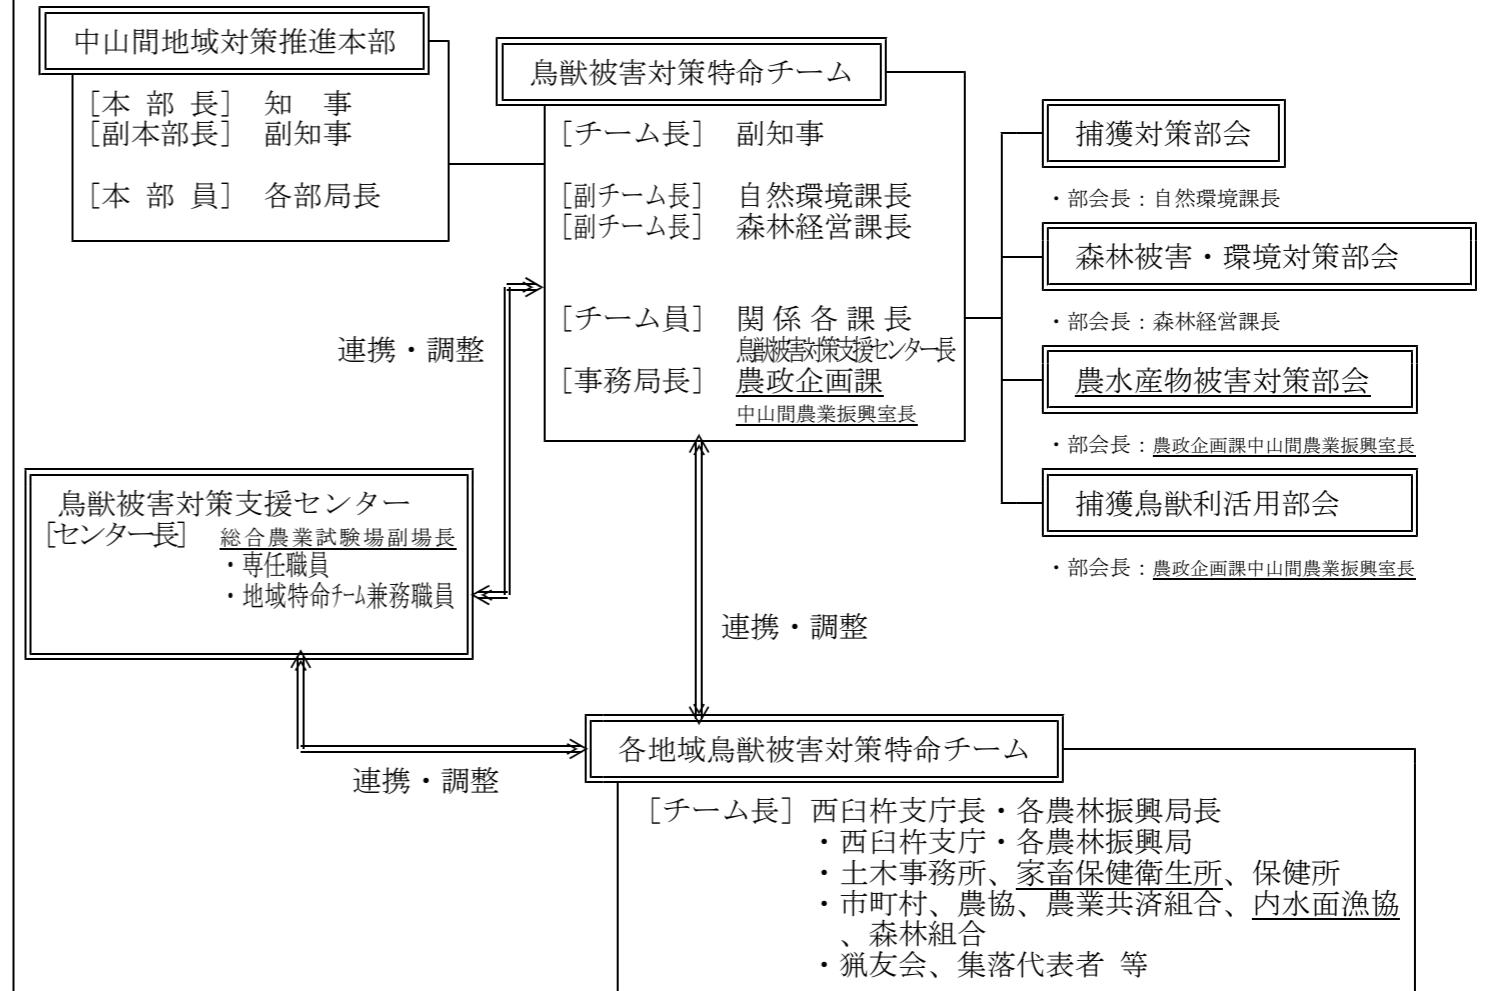 中山間地域対策推進本部
[本 部 長] 知 事
[副本部長] 副知事
[本 部 員] 各部局長
鳥獣被害対策特命チーム
[チーム長] 副知事
[副チーム長] 自然環境課長
[副チーム長] 森林経営課長
[チーム員] 関 係 各 課 長
鳥獣被害対策支援センター長
[事務局長] 農政企画課
中山間農業振興室長
捕獲対策部会
・部会長：自然環境課長
森林被害・環境対策部会
・部会長：森林経営課長
農水産物被害対策部会
・部会長：農政企画課中山間農業振興室長
捕獲鳥獣利活用部会
・部会長：農政企画課中山間農業振興室長
連携・調整
鳥獣被害対策支援センター
[センター長] 総合農業試験場副場長
・専任職員
・地域特命チーム兼務職員
連携・調整
連携・調整
各地域鳥獣被害対策特命チーム
[チーム長] 西臼杵支庁長・各農林振興局長
・西臼杵支庁・各農林振興局
・土木事務所、家畜保健衛生所、保健所
・市町村、農協、農業共済組合、内水面漁協
、森林組合
・猟友会、集落代表者 等